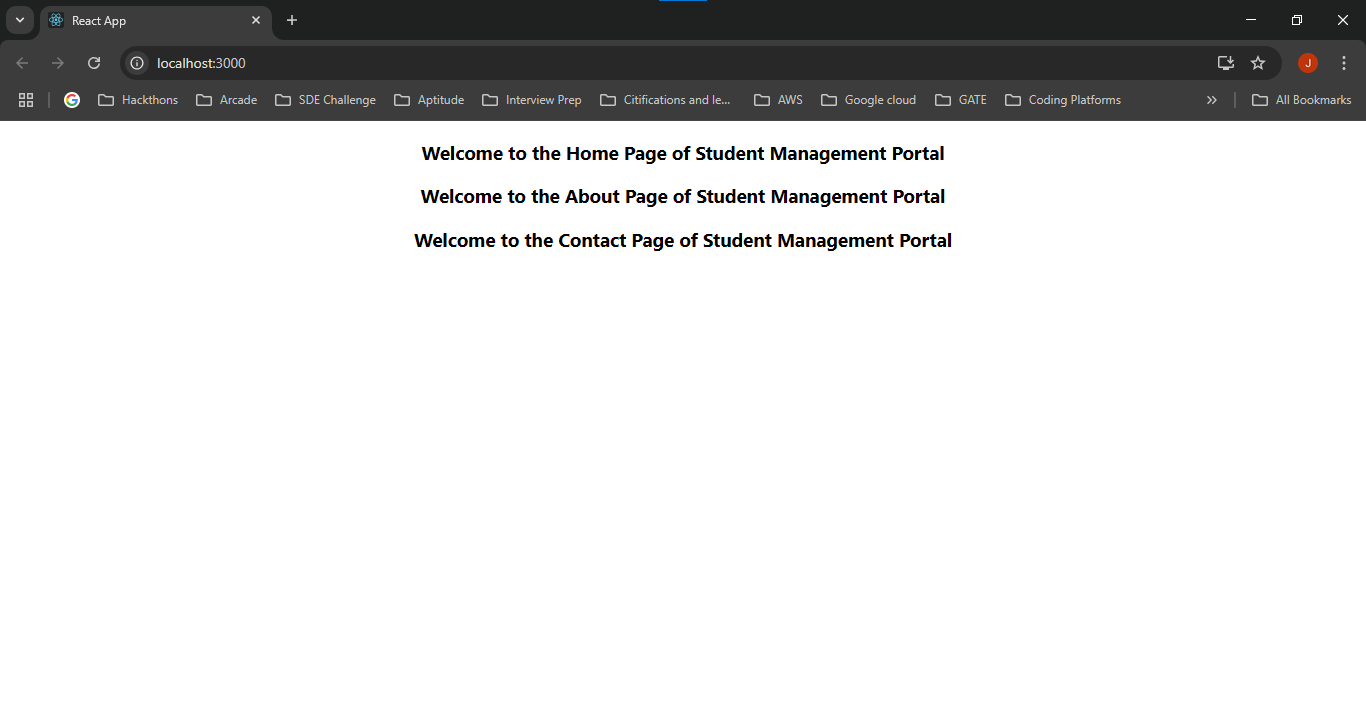 React App
localhost:3000
J
Hackthons Arcade SDE Challenge Aptitude Interview Prep Citifications and le... AWS Google cloud GATE Coding Platforms All Bookmarks
Welcome to the Home Page of Student Management Portal
Welcome to the About Page of Student Management Portal
Welcome to the Contact Page of Student Management Portal